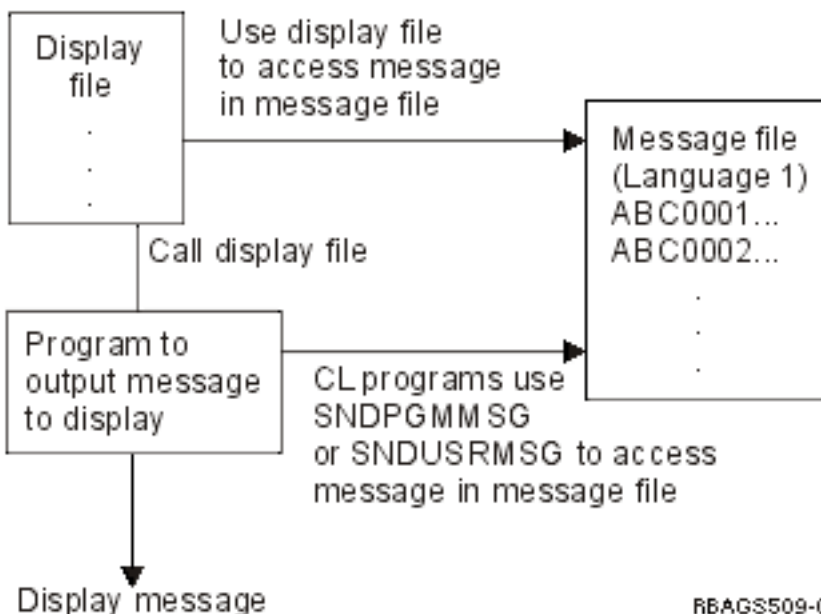 Display
file
.
.
.
Use display file
to access message
in message file
Message file
(Language 1)
ABC0001...
ABC0002...
.
.
.
Call display file
Program to
output message
to display
CL programs use
SNDPGMMSG
or SNDUSRMSG to access
message in message file
Display message
RBAGS509-0